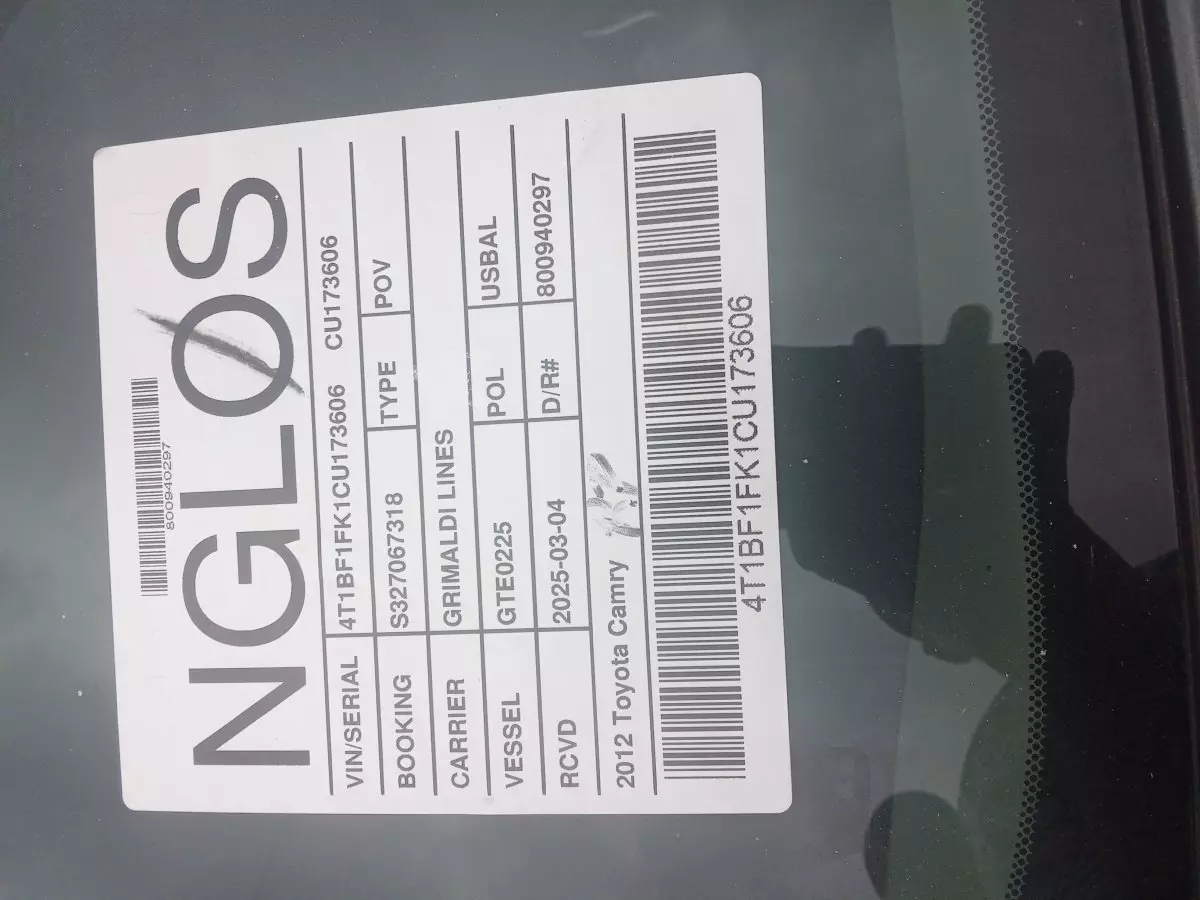 800940297
NGLOS
VIN/SERIAL 4T1BF1FK1CU173606 CU173606
BOOKING S327067318 TYPE POV
CARRIER GRIMALDI LINES
VESSEL GTE0225 POL USBAL
RCVD 2025-03-04 D/R# 800940297
2012 Toyota Camry
4T1BF1FK1CU173606